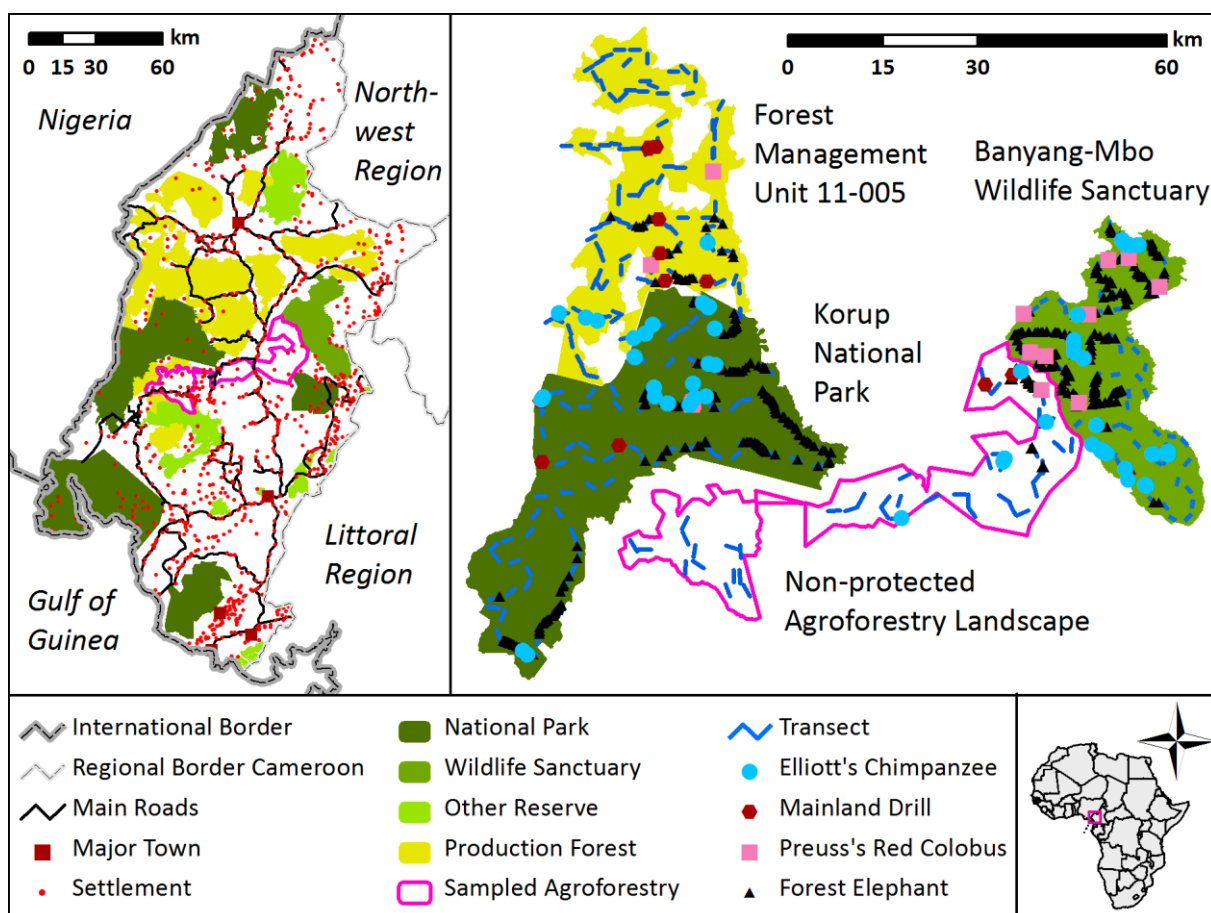 km
0 15 30 60
Nigeria
North-
west
Region
Littoral
Region
Gulf of
Guinea
km
0 15 30 60
Forest
Management
Unit 11-005
Banyang-Mbo
Wildlife Sanctuary
Korup
National
Park
Non-protected
Agroforestry Landscape
International Border
Regional Border Cameroon
Main Roads
Major Town
Settlement
National Park
Wildlife Sanctuary
Other Reserve
Production Forest
Sampled Agroforestry
Transect
Elliott's Chimpanzee
Mainland Drill
Preuss's Red Colobus
Forest Elephant